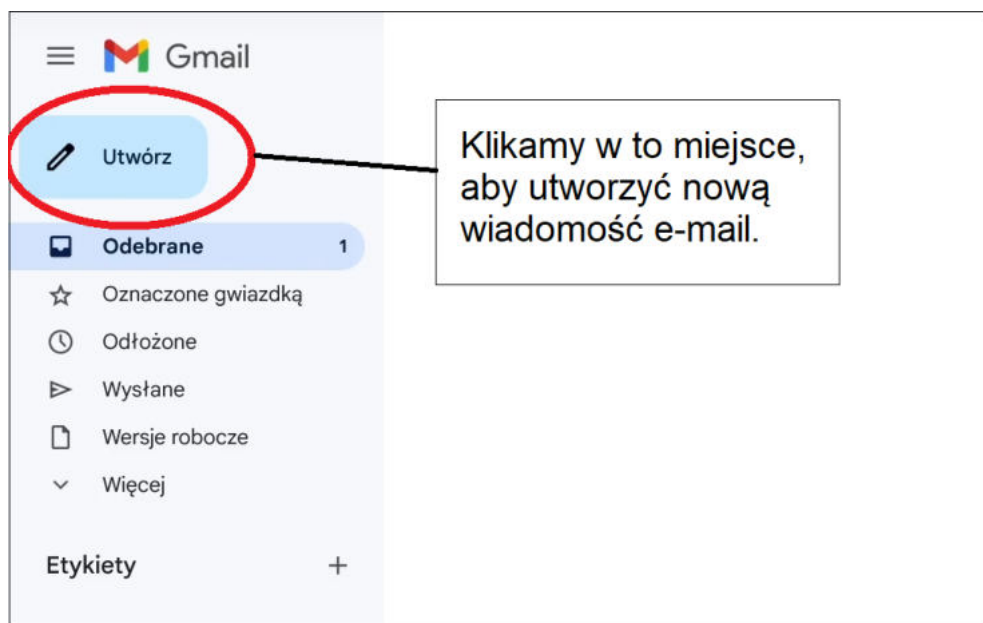 Gmail
Utwórz
Klikamy w to miejsce,
aby utworzyć nową
wiadomość e-mail.
Odebrane 1
Oznaczone gwiazdką
Odłożone
Wysłane
Wersje robocze
Więcej
Etykiety +